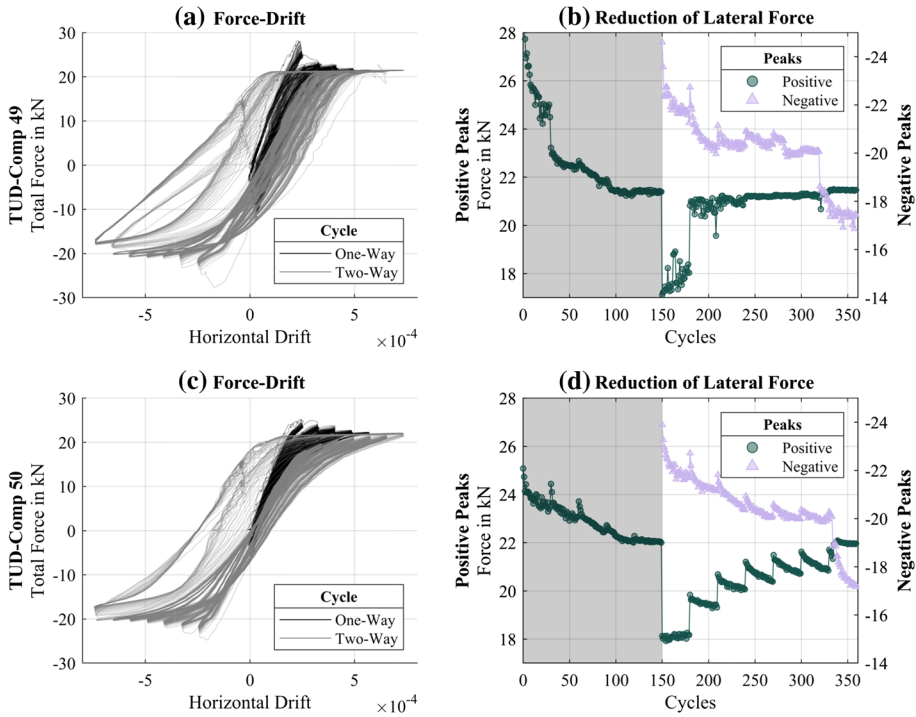 (a) Force-Drift
TUD-Comp 49
Total Force in kN
30
20
10
0
-10
-20
-30
-5
0
5
×10-4
Horizontal Drift
Cycle
One-Way
Two-Way
(b) Reduction of Lateral Force
Positive Peaks
Force in kN
28
26
24
22
20
18
0
50
100
150
200
250
300
350
Cycles
-24
-22
-20
-18
-16
-14
Negative Peaks
Peaks
Positive
Negative
(c) Force-Drift
TUD-Comp 50
Total Force in kN
30
20
10
0
-10
-20
-30
-5
0
5
×10-4
Horizontal Drift
Cycle
One-Way
Two-Way
(d) Reduction of Lateral Force
Positive Peaks
Force in kN
28
26
24
22
20
18
0
50
100
150
200
250
300
350
Cycles
-24
-22
-20
-18
-16
-14
Negative Peaks
Peaks
Positive
Negative